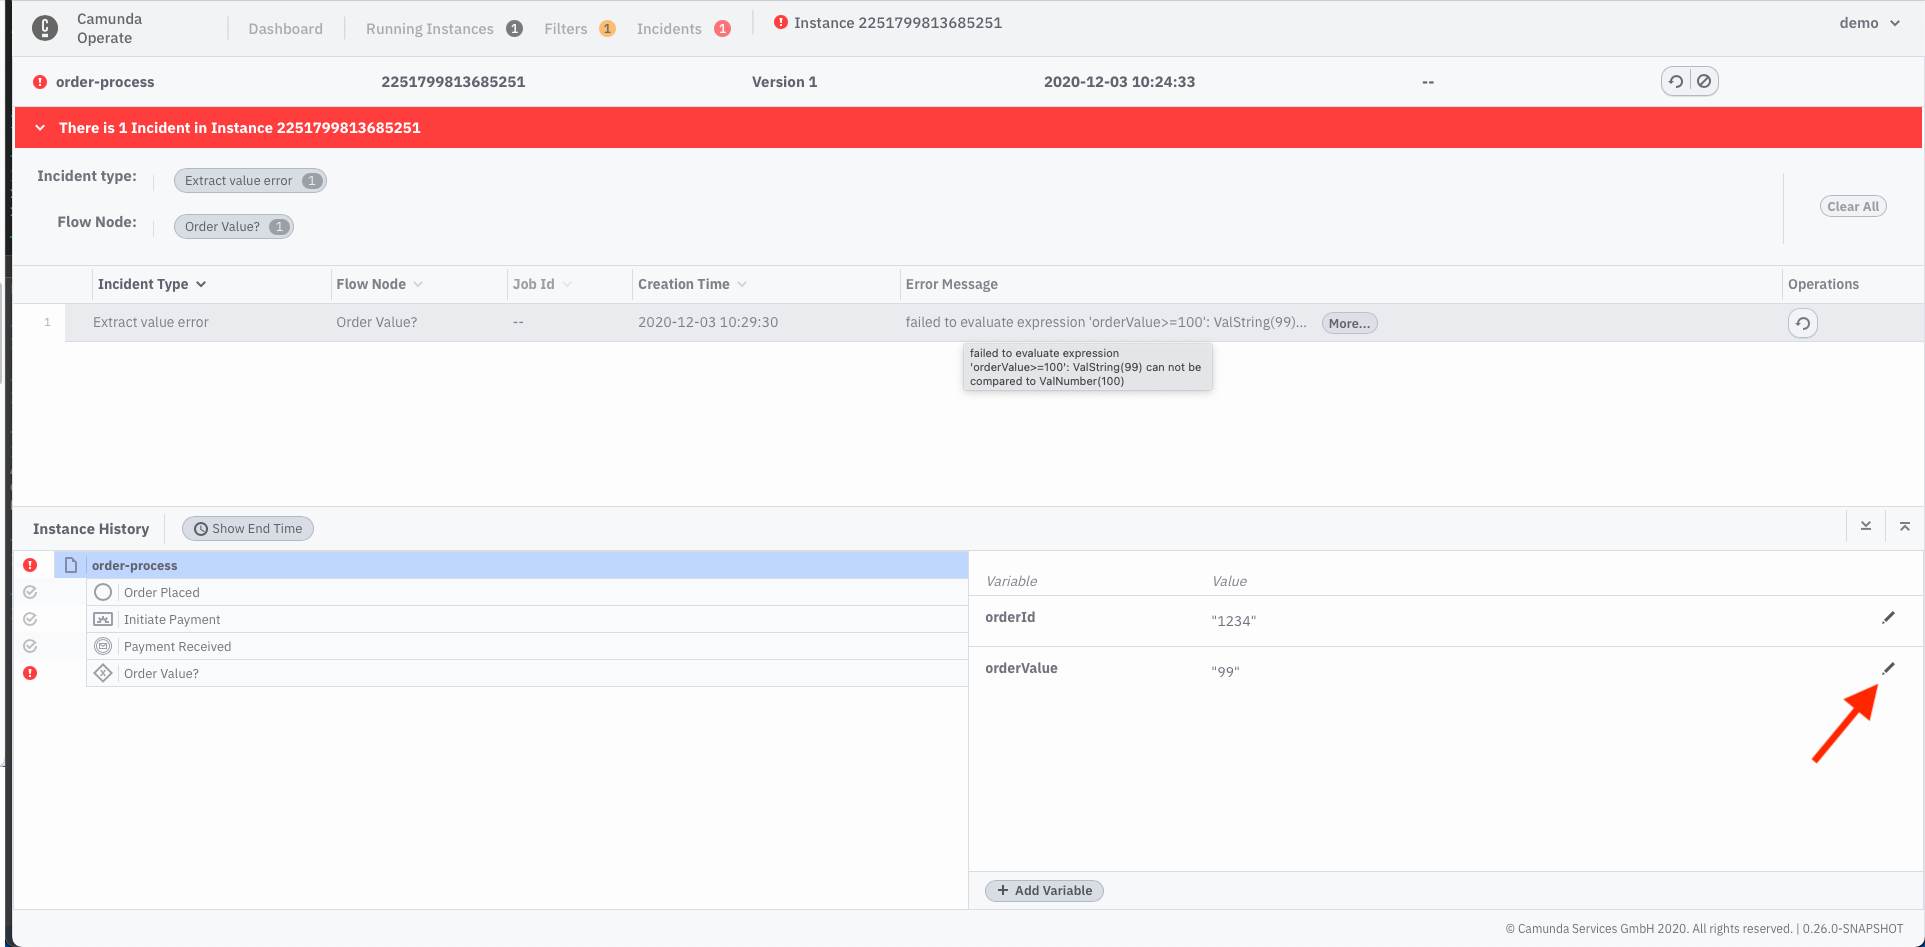 Camunda
Operate
Dashboard
Running Instances 1
Filters 1
Incidents 1
Instance 2251799813685251
demo
order-process 2251799813685251 Version 1 2020-12-03 10:24:33 --
There is 1 Incident in Instance 2251799813685251
Incident type: Extract value error 1
Flow Node: Order Value? 1
Clear All
Incident Type Flow Node Job Id Creation Time Error Message Operations
1 Extract value error Order Value? -- 2020-12-03 10:29:30 failed to evaluate expression 'orderValue>=100': ValString(99)... More...
failed to evaluate expression
'orderValue>=100': ValString(99) can not be
compared to ValNumber(100)
Instance History Show End Time
order-process
Order Placed
Initiate Payment
Payment Received
Order Value?
Variable Value
orderId "1234"
orderValue "99"
+ Add Variable
© Camunda Services GmbH 2020. All rights reserved. | 0.26.0-SNAPSHOT